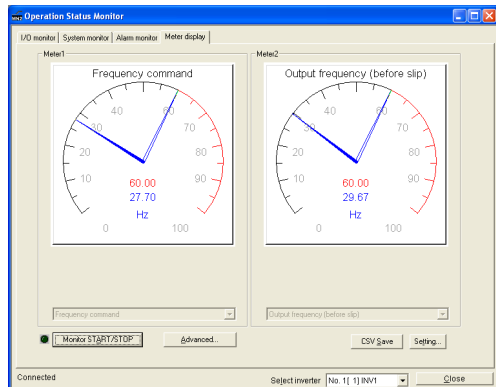 Operation Status Monitor
I/O monitor System monitor Alarm monitor Meter display
Meter1
Frequency command
0 10 20 30 40 60 70 80 90 100
60.00
27.70
Hz
Frequency command
Meter2
Output frequency (before slip)
0 10 20 30 40 60 70 80 90 100
60.00
29.67
Hz
Output frequency (before slip)
Monitor START/STOP
Advanced...
CSV Save
Setting...
Connected
Select inverter
No. 1[ 1] INV1
Close